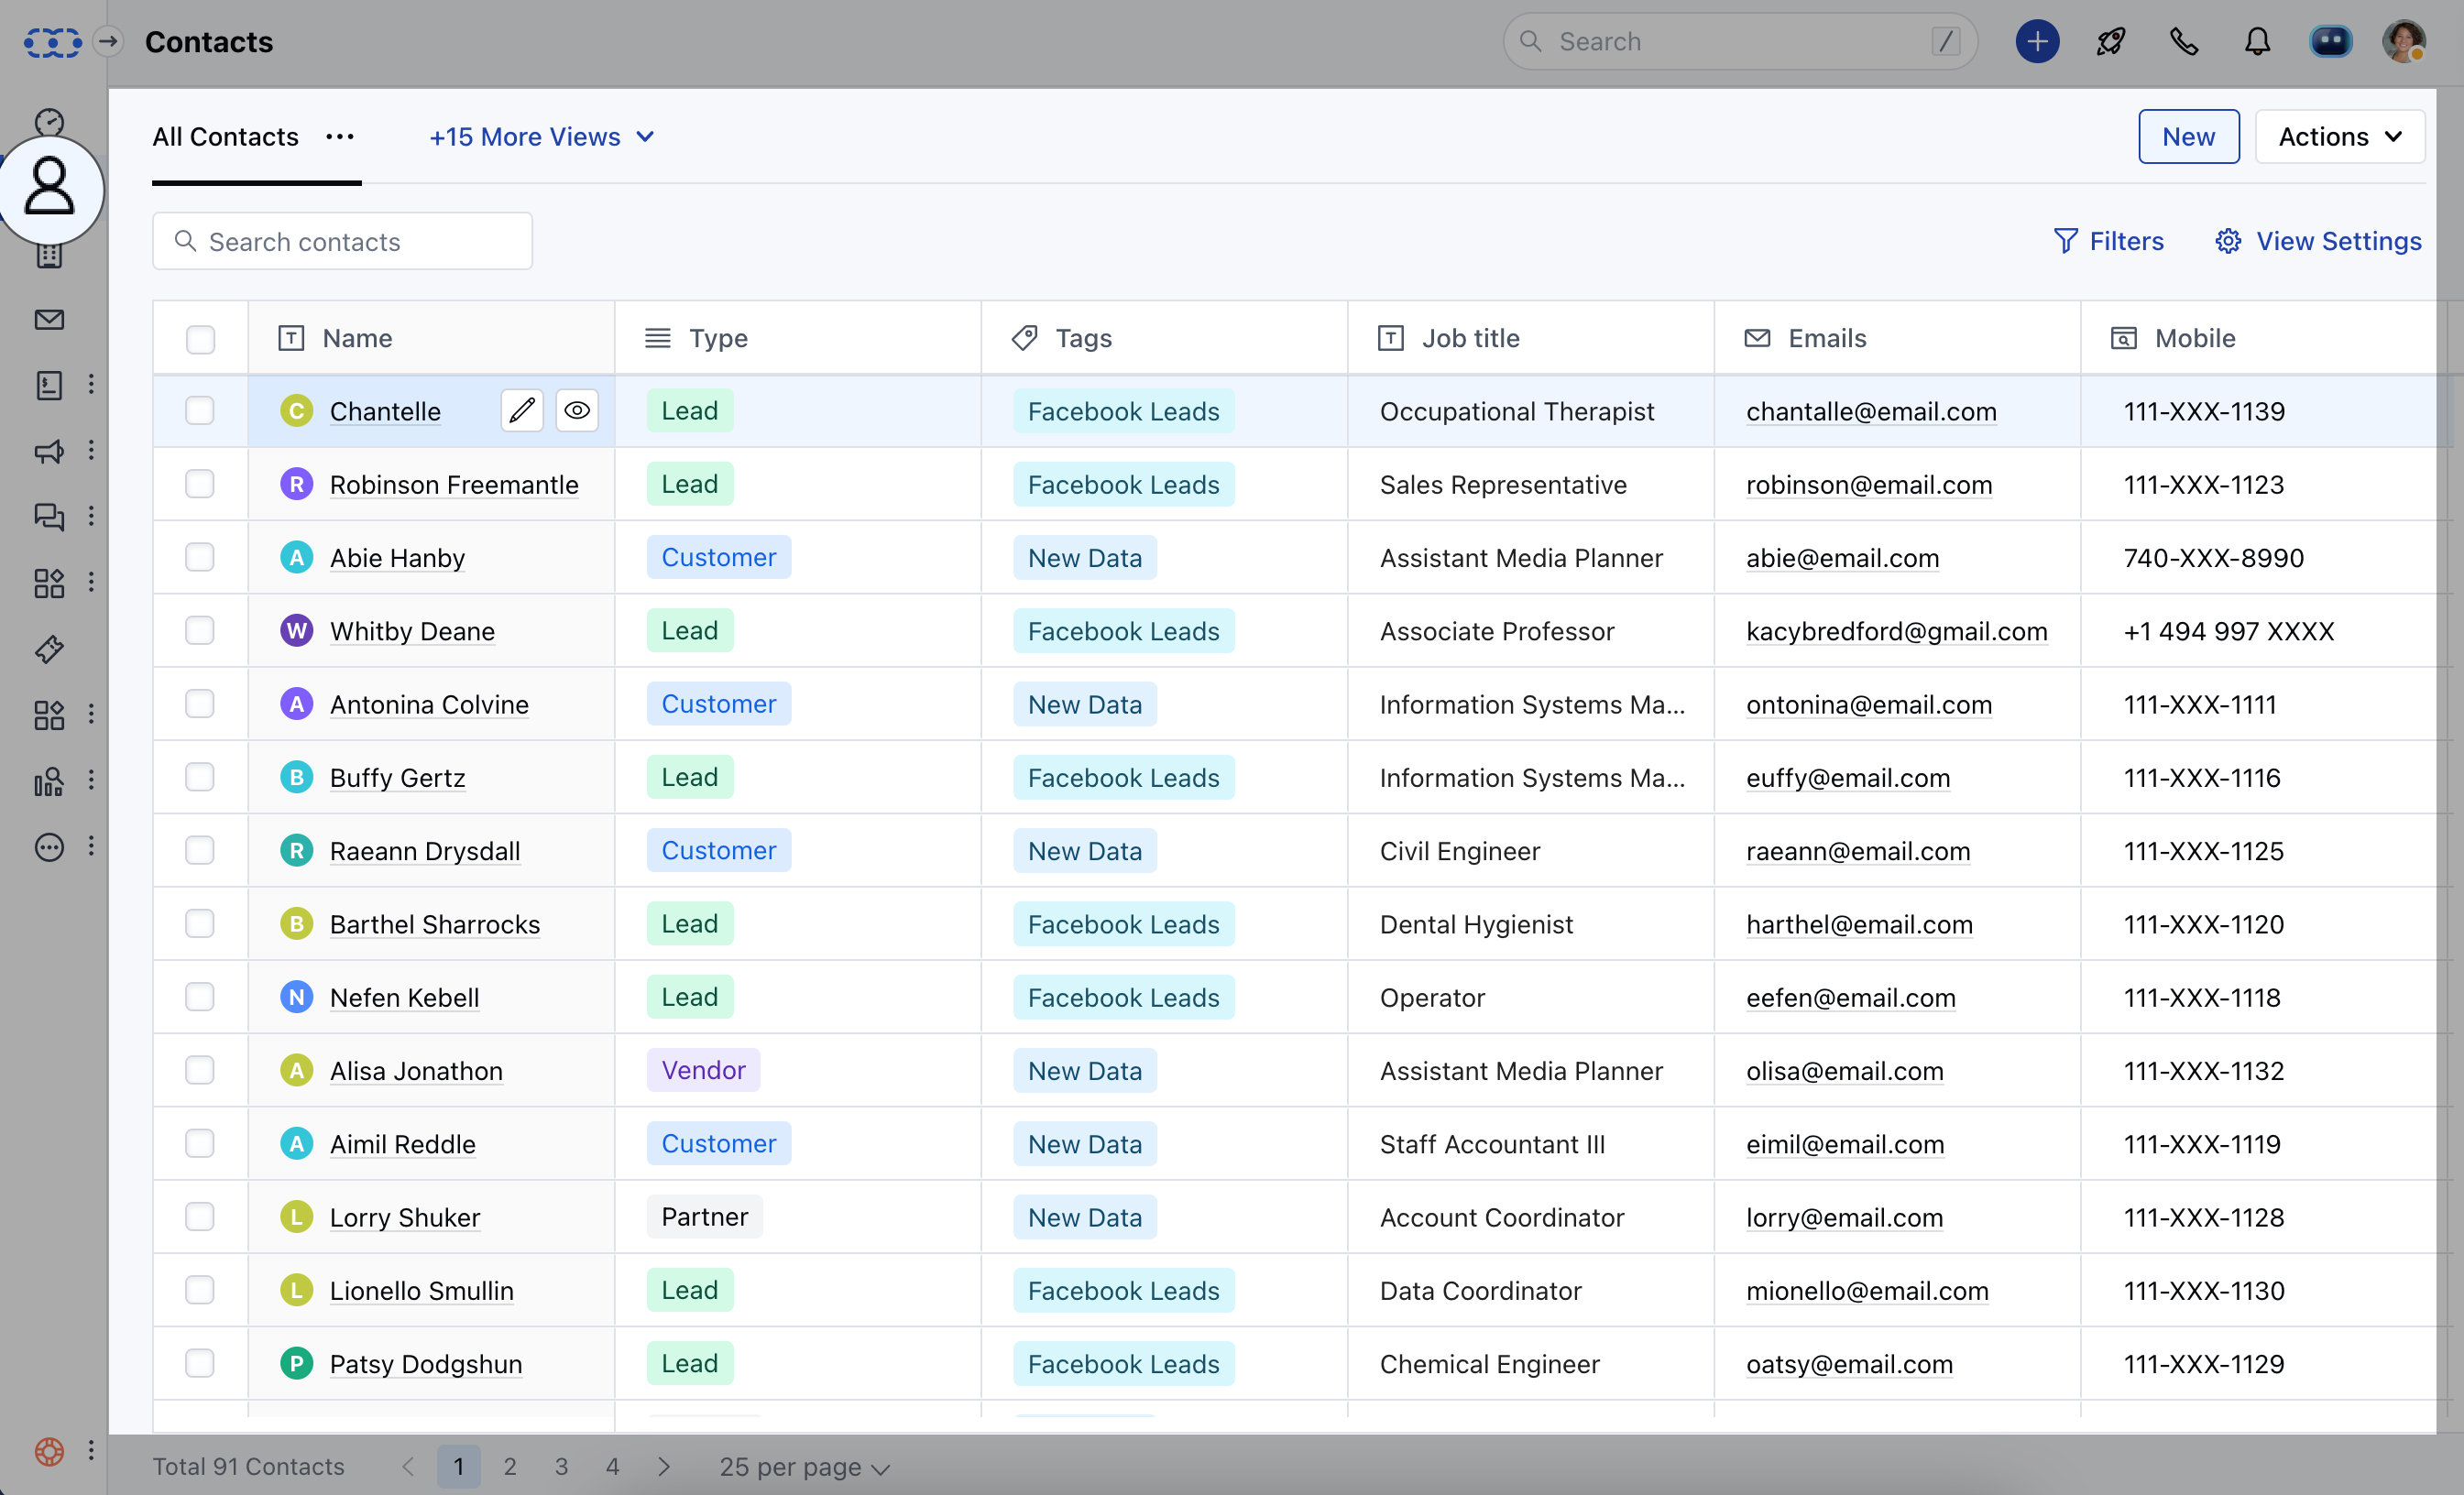 Contacts
Search /
All Contacts ••• +15 More Views
New Actions
Search contacts
Filters View Settings
Name Type Tags Job title Emails Mobile
C Chantelle Lead Facebook Leads Occupational Therapist chantalle@email.com 111-XXX-1139
R Robinson Freemantle Lead Facebook Leads Sales Representative robinson@email.com 111-XXX-1123
A Abie Hanby Customer New Data Assistant Media Planner abie@email.com 740-XXX-8990
W Whitby Deane Lead Facebook Leads Associate Professor kacybredford@gmail.com +1 494 997 XXXX
A Antonina Colvine Customer New Data Information Systems Ma... ontonina@email.com 111-XXX-1111
B Buffy Gertz Lead Facebook Leads Information Systems Ma... euffy@email.com 111-XXX-1116
R Raeann Drysdall Customer New Data Civil Engineer raeann@email.com 111-XXX-1125
B Barthel Sharrocks Lead Facebook Leads Dental Hygienist harthel@email.com 111-XXX-1120
N Nefen Kebell Lead Facebook Leads Operator eefen@email.com 111-XXX-1118
A Alisa Jonathon Vendor New Data Assistant Media Planner olisa@email.com 111-XXX-1132
A Aimil Reddle Customer New Data Staff Accountant III eimil@email.com 111-XXX-1119
L Lorry Shuker Partner New Data Account Coordinator lorry@email.com 111-XXX-1128
L Lionello Smullin Lead Facebook Leads Data Coordinator mionello@email.com 111-XXX-1130
P Patsy Dodgshun Lead Facebook Leads Chemical Engineer oatsy@email.com 111-XXX-1129
Total 91 Contacts 1 2 3 4 25 per page